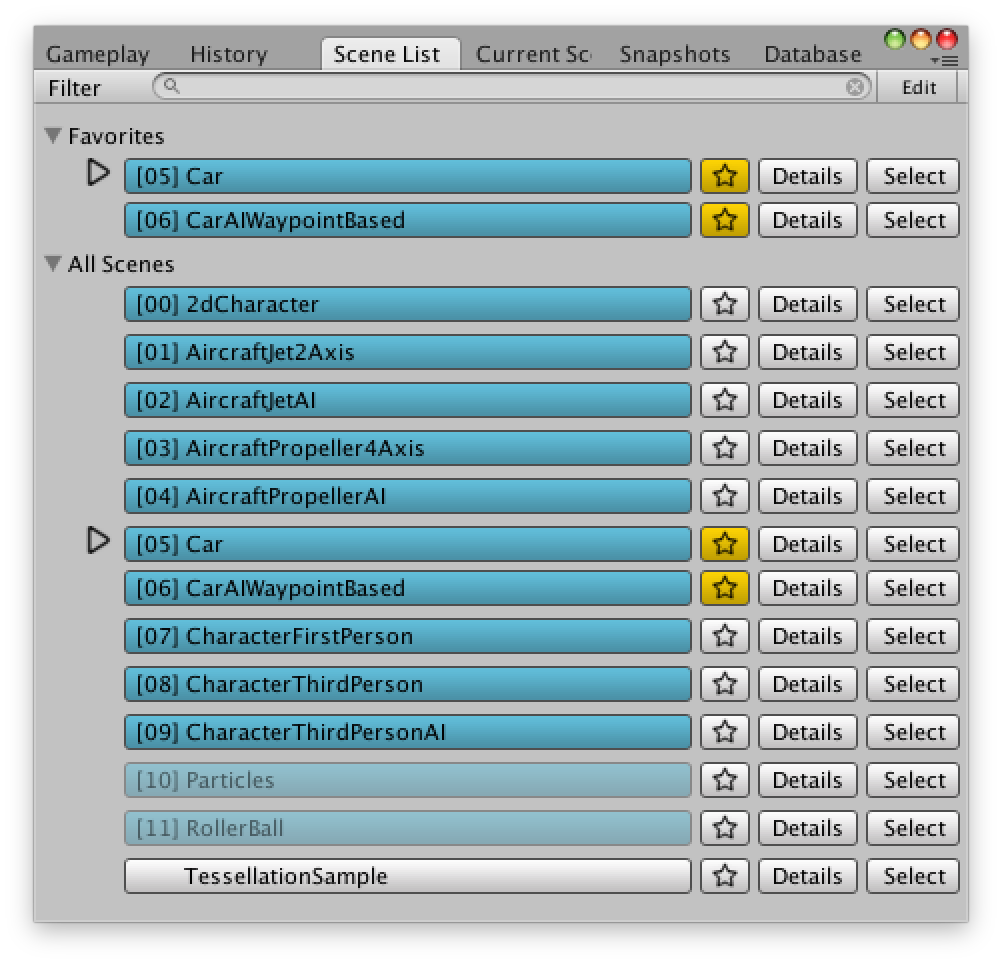 Gameplay History Scene List Current Sc Snapshots Database
Filter Edit
Favorites
[05] Car Details Select
[06] CarAIWaypointBased Details Select
All Scenes
[00] 2dCharacter Details Select
[01] AircraftJet2Axis Details Select
[02] AircraftJetAI Details Select
[03] AircraftPropeller4Axis Details Select
[04] AircraftPropellerAI Details Select
[05] Car Details Select
[06] CarAIWaypointBased Details Select
[07] CharacterFirstPerson Details Select
[08] CharacterThirdPerson Details Select
[09] CharacterThirdPersonAI Details Select
[10] Particles Details Select
[11] RollerBall Details Select
TessellationSample Details Select